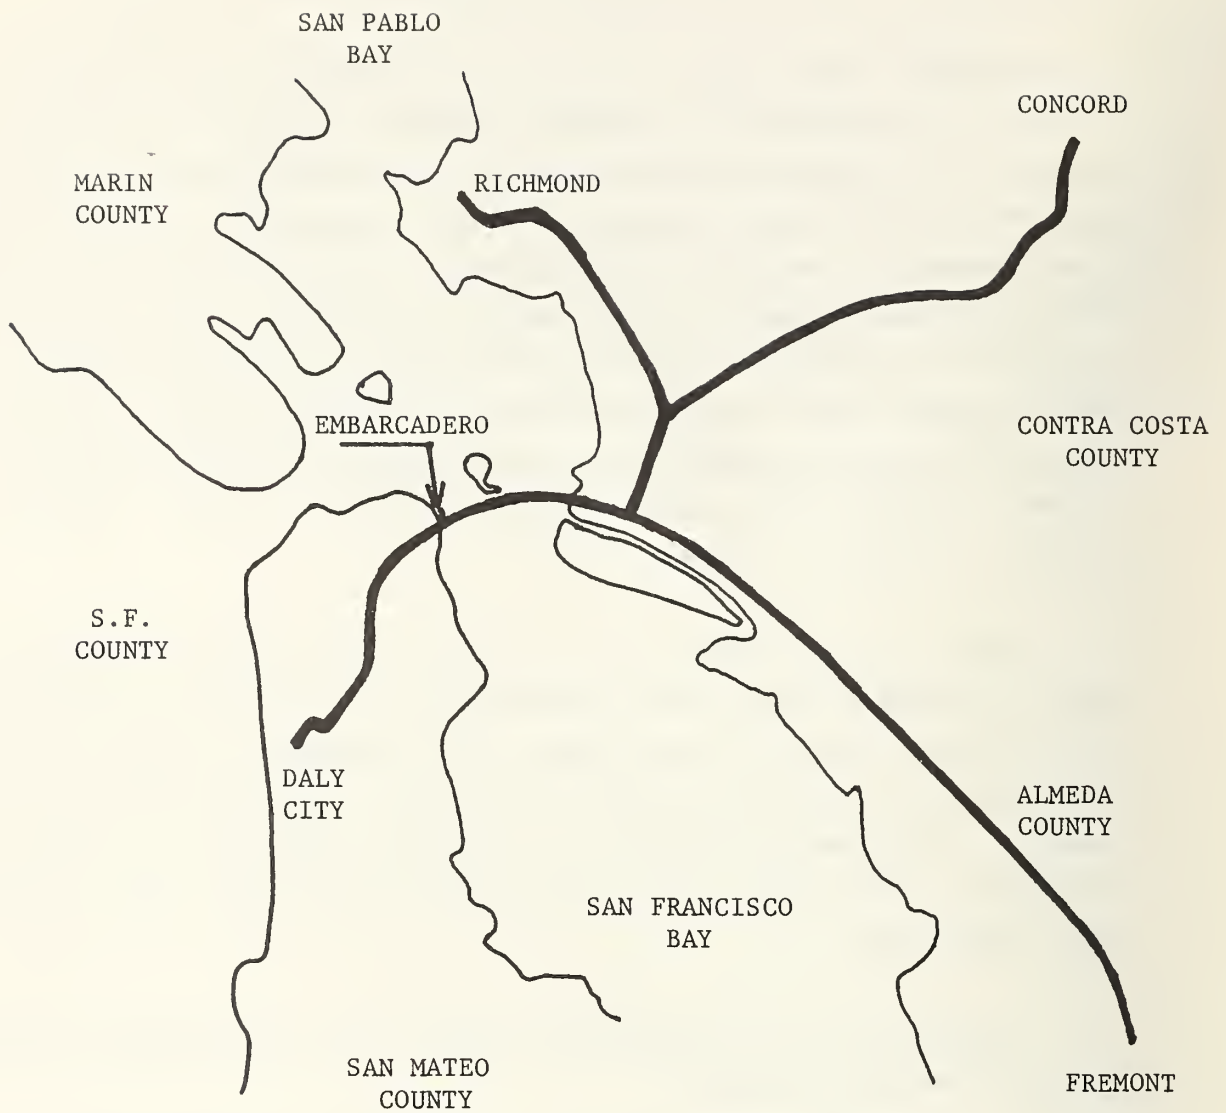 SAN PABLO
BAY
CONCORD
MARIN
COUNTY
RICHMOND
EMBARCADERO
CONTRA COSTA
COUNTY
S.F.
COUNTY
DALY
CITY
ALMEDA
COUNTY
SAN FRANCISCO
BAY
SAN MATEO
COUNTY
FREMONT